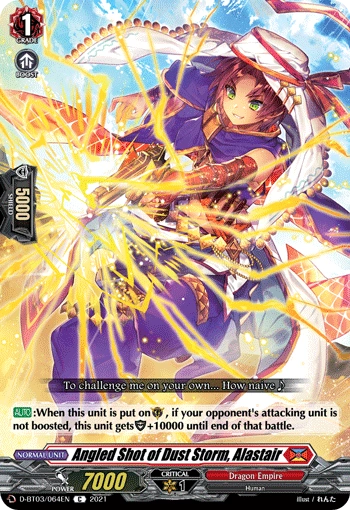 1
GRADE
BOOST
5000
SHIELD
To challenge me on your own... How naive♪
AUTO:When this unit is put on , if your opponent's attacking unit is
not boosted, this unit gets +10000 until end of that battle.
NORMAL UNIT Angled Shot of Dust Storm, Alastair
POWER 7000 CRITICAL 1 Dragon Empire
Human
D-BT03/064EN C 2021 Illust / れんた